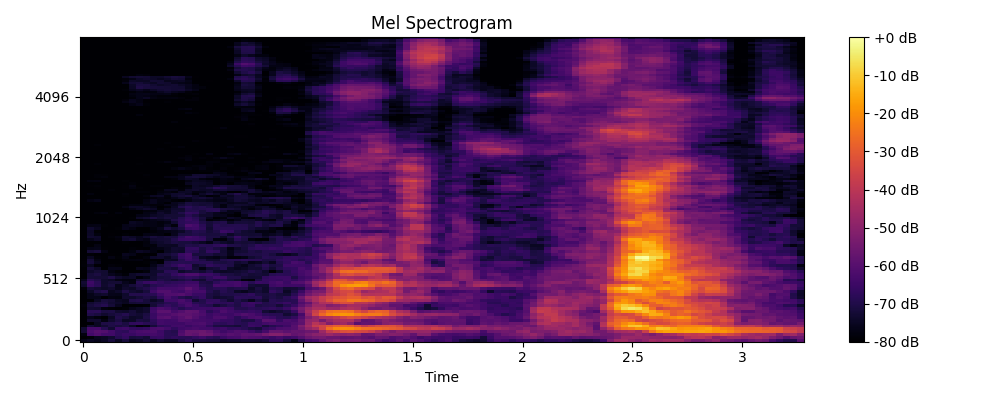 Mel Spectrogram
Hz
4096
2048
1024
512
0
0 0.5 1 1.5 2 2.5 3
Time
+0 dB
-10 dB
-20 dB
-30 dB
-40 dB
-50 dB
-60 dB
-70 dB
-80 dB